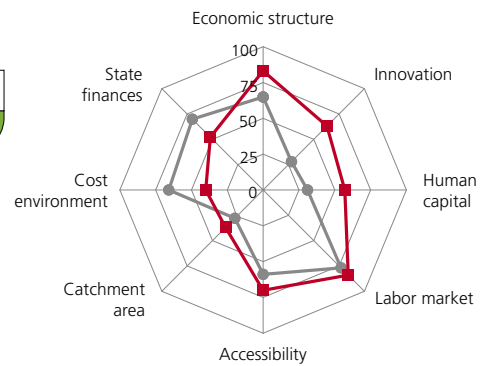 Economic structure
100
State
finances
Innovation
75
50
25
Cost
environment
0
Human
capital
Catchment
area
Labor market
Accessibility